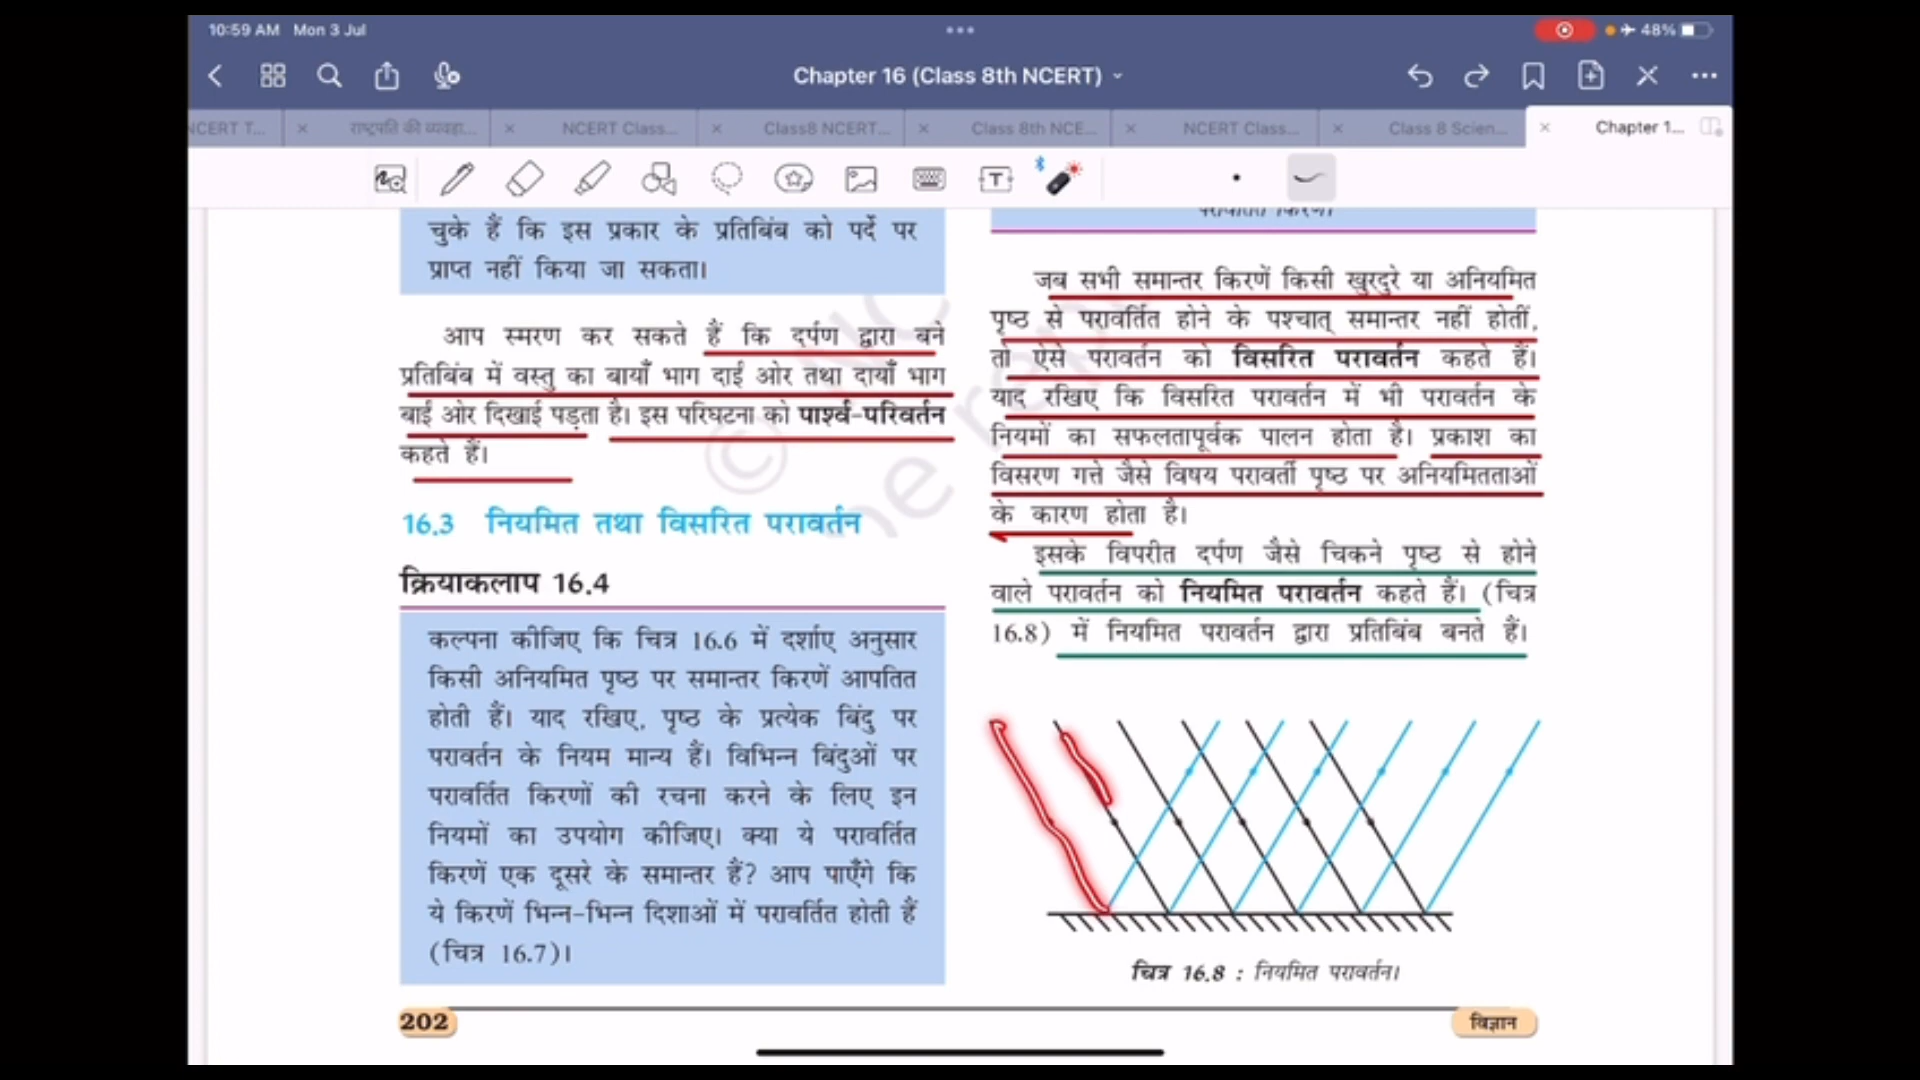 10:59 AM Mon 3 Jul
48%
Chapter 16 (Class 8th NCERT)
NCERT T...
राष्ट्रपति की व्यवहा...
NCERT Class...
Class8 NCERT...
Class 8th NCE...
NCERT Class...
Class 8 Scien...
Chapter 1...
चुके हैं कि इस प्रकार के प्रतिबिंब को पर्दे पर
प्राप्त नहीं किया जा सकता।
आप स्मरण कर सकते हैं कि दर्पण द्वारा बने
प्रतिबिंब में वस्तु का बायाँ भाग दाईं ओर तथा दायाँ भाग
बाईं ओर दिखाई पड़ता है। इस परिघटना को पार्श्व-परिवर्तन
कहते हैं।
16.3 नियमित तथा विसरित परावर्तन
क्रियाकलाप 16.4
कल्पना कीजिए कि चित्र 16.6 में दर्शाए अनुसार
किसी अनियमित पृष्ठ पर समान्तर किरणें आपतित
होती हैं। याद रखिए, पृष्ठ के प्रत्येक बिंदु पर
परावर्तन के नियम मान्य हैं। विभिन्न बिंदुओं पर
परावर्तित किरणों की रचना करने के लिए इन
नियमों का उपयोग कीजिए। क्या ये परावर्तित
किरणें एक दूसरे के समान्तर हैं? आप पाएँगे कि
ये किरणें भिन्न-भिन्न दिशाओं में परावर्तित होती हैं
(चित्र 16.7)।
जब सभी समान्तर किरणें किसी खुरदुरे या अनियमित
पृष्ठ से परावर्तित होने के पश्चात् समान्तर नहीं होतीं,
तो ऐसे परावर्तन को विसरित परावर्तन कहते हैं।
याद रखिए कि विसरित परावर्तन में भी परावर्तन के
नियमों का सफलतापूर्वक पालन होता है। प्रकाश का
विसरण गत्ते जैसे विषय परावर्ती पृष्ठ पर अनियमितताओं
के कारण होता है।
इसके विपरीत दर्पण जैसे चिकने पृष्ठ से होने
वाले परावर्तन को नियमित परावर्तन कहते हैं। (चित्र
16.8) में नियमित परावर्तन द्वारा प्रतिबिंब बनते हैं।
चित्र 16.8 : नियमित परावर्तन।
202
विज्ञान